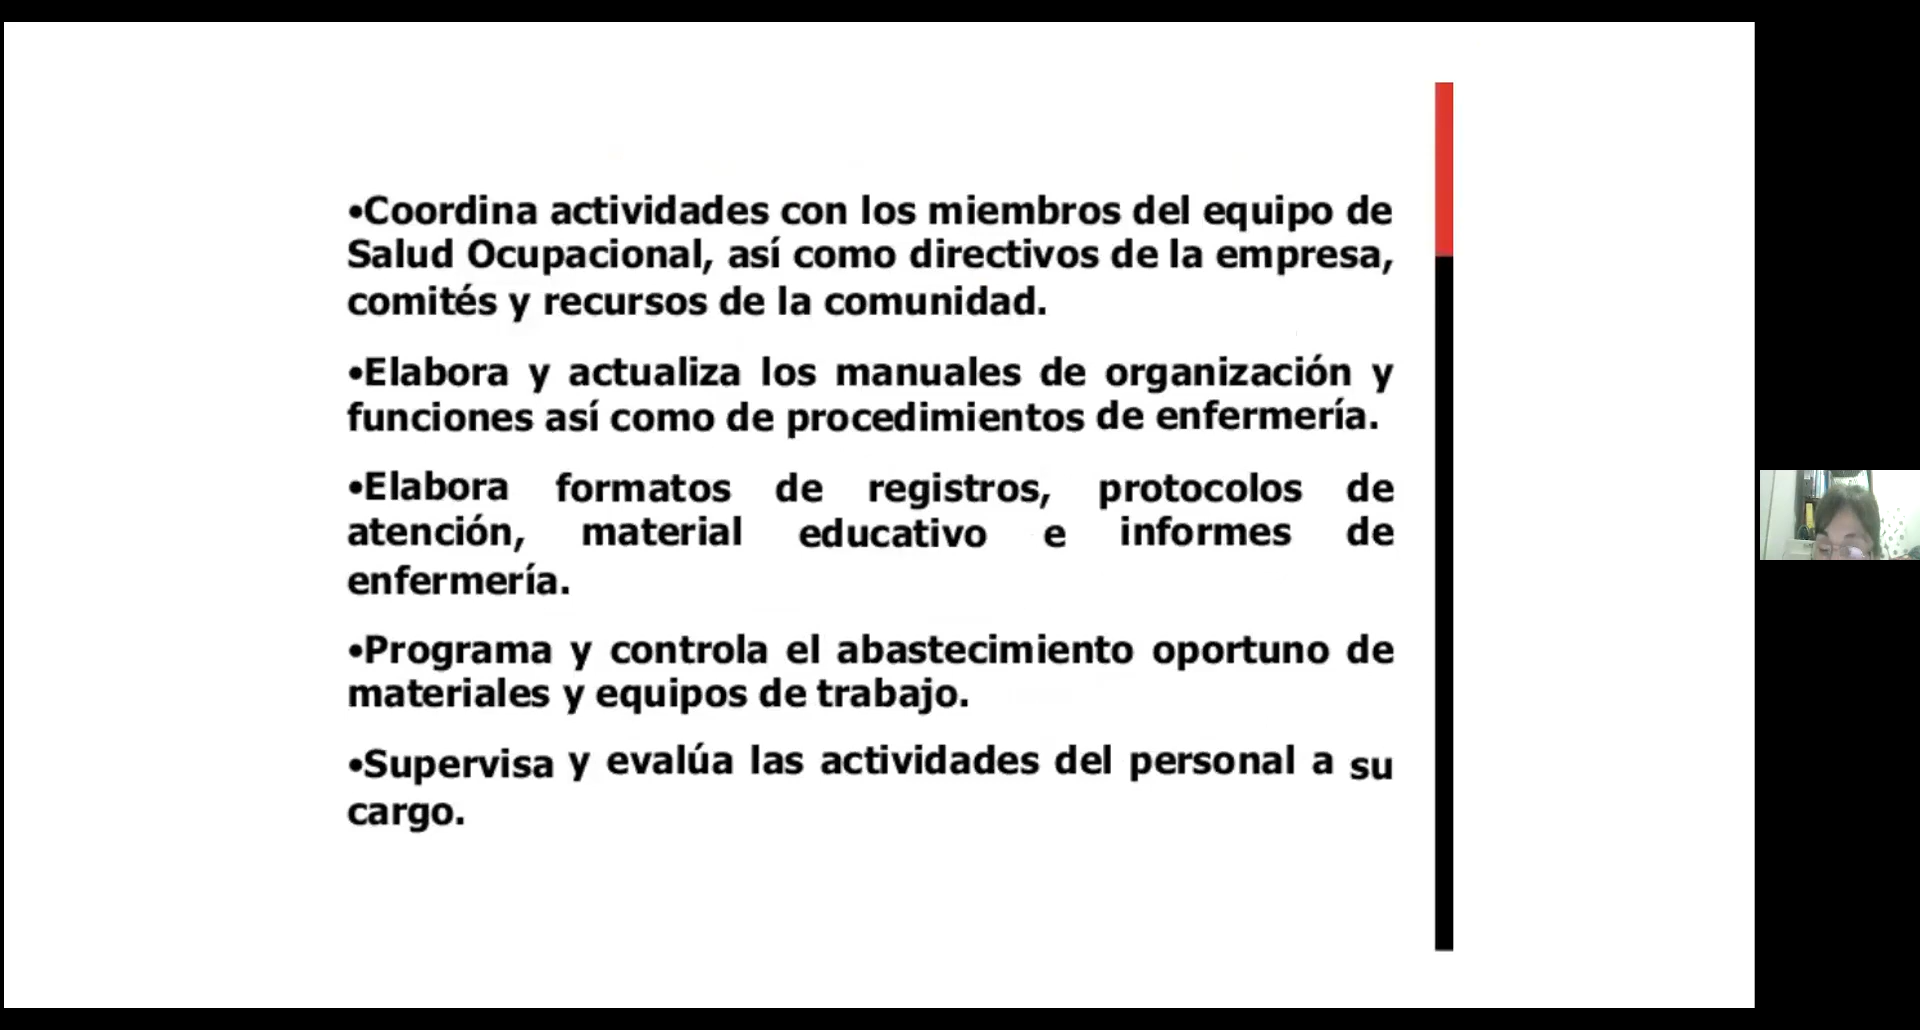 •Coordina actividades con los miembros del equipo de
Salud Ocupacional, así como directivos de la empresa,
comités y recursos de la comunidad.
•Elabora y actualiza los manuales de organización y
funciones así como de procedimientos de enfermería.
•Elabora formatos de registros, protocolos de
atención, material educativo e informes de
enfermería.
•Programa y controla el abastecimiento oportuno de
materiales y equipos de trabajo.
•Supervisa y evalúa las actividades del personal a su
cargo.